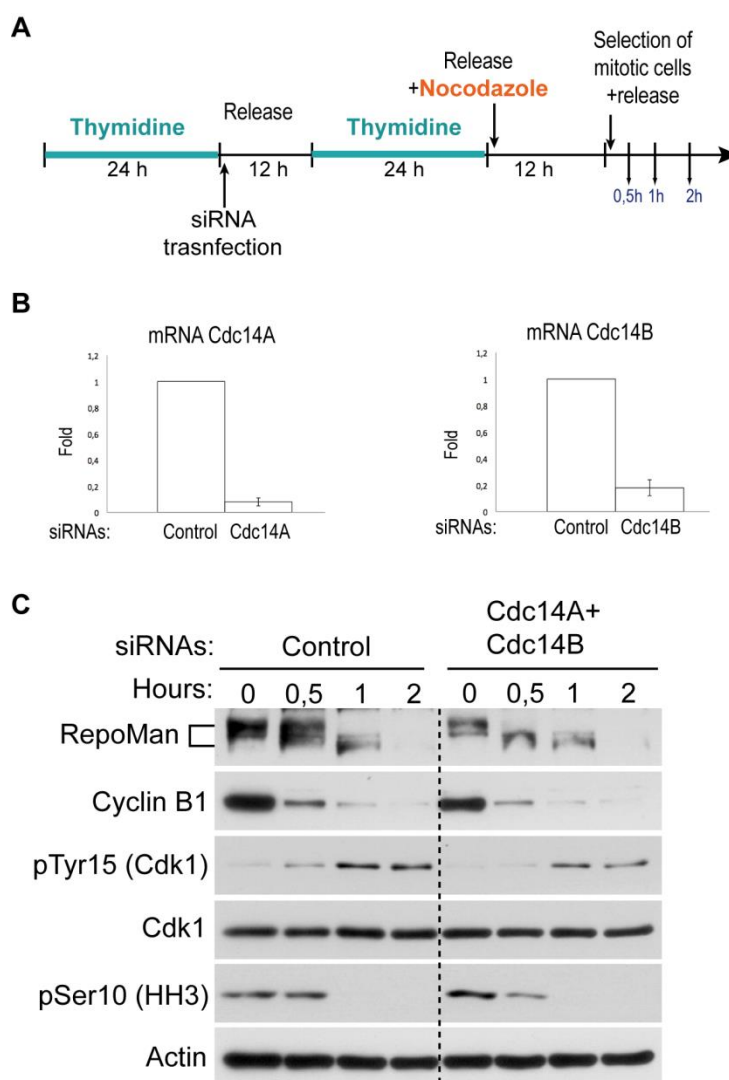 A
Release
+Nocodazole
Selection of
mitotic cells
+release
Thymidine
Release
Thymidine
24 h
12 h
24 h
12 h
0,5h 1h 2h
siRNA
trasnfection
B
mRNA Cdc14A
1,2
1
0,8
0,6
0,4
0,2
0
Fold
siRNAs: Control Cdc14A
mRNA Cdc14B
1,2
1
0,8
0,6
0,4
0,2
0
Fold
siRNAs: Control Cdc14B
C
siRNAs: Control Cdc14A+
Cdc14B
Hours: 0 0,5 1 2 0 0,5 1 2
RepoMan
Cyclin B1
pTyr15 (Cdk1)
Cdk1
pSer10 (HH3)
Actin